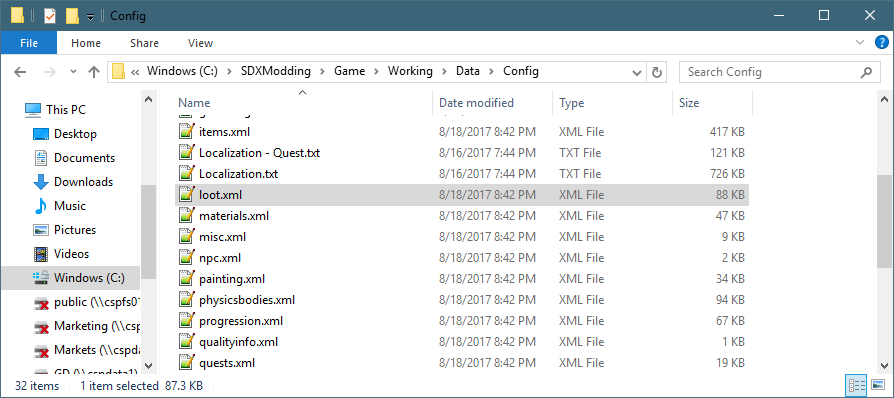 Config
File Home Share View
« Windows (C:) > SDXModding > Game > Working > Data > Config
Search Config
This PC
Desktop
Documents
Downloads
Music
Pictures
Videos
Windows (C:)
public (\\cspfs01
Marketing (\\csp
Markets (\\cspda
GD (\\cspdata1)
Name Date modified Type Size
items.xml 8/18/2017 8:42 PM XML File 417 KB
Localization - Quest.txt 8/16/2017 7:44 PM TXT File 121 KB
Localization.txt 8/16/2017 7:44 PM TXT File 726 KB
loot.xml 8/18/2017 8:42 PM XML File 88 KB
materials.xml 8/18/2017 8:42 PM XML File 47 KB
misc.xml 8/18/2017 8:42 PM XML File 9 KB
npc.xml 8/18/2017 8:42 PM XML File 2 KB
painting.xml 8/18/2017 8:42 PM XML File 34 KB
physicsbodies.xml 8/18/2017 8:42 PM XML File 94 KB
progression.xml 8/18/2017 8:42 PM XML File 67 KB
qualityinfo.xml 8/18/2017 8:42 PM XML File 1 KB
quests.xml 8/18/2017 8:42 PM XML File 19 KB
32 items 1 item selected 87.3 KB